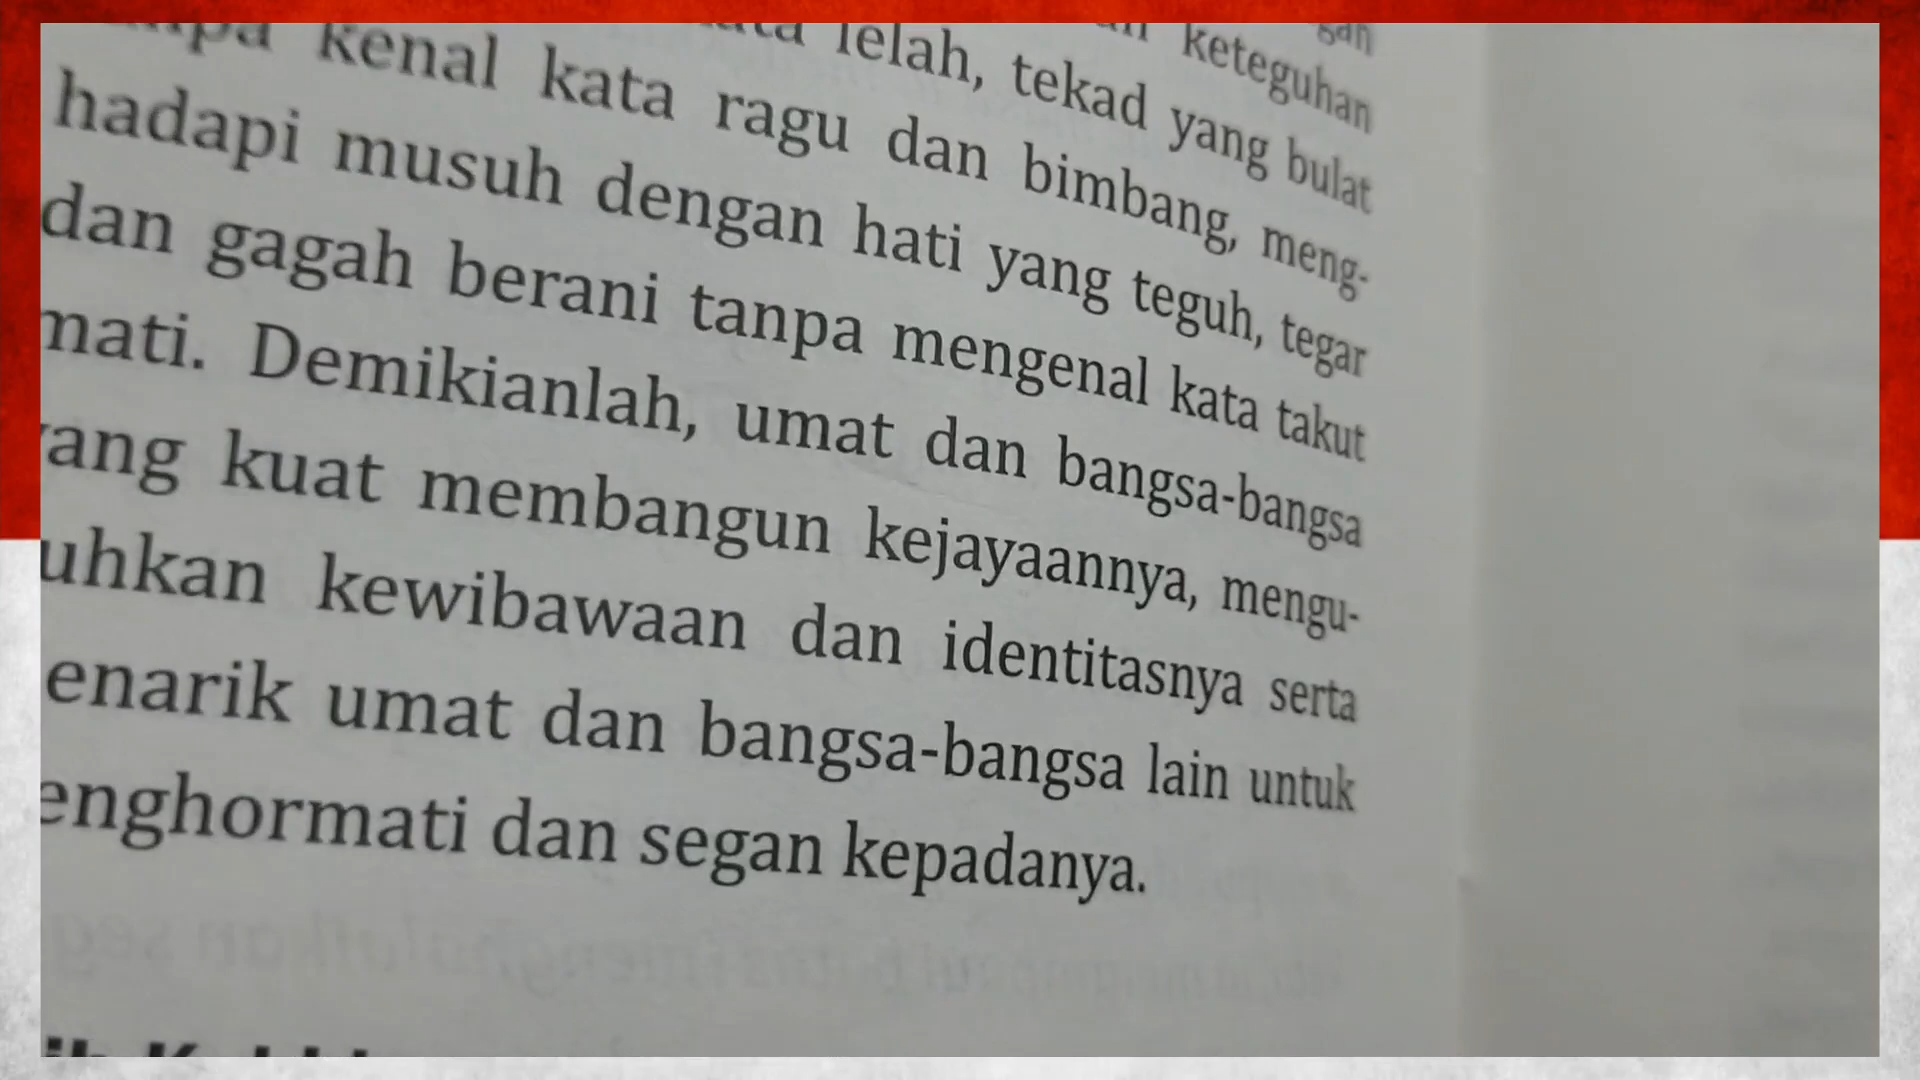 keteguhan
lelah, tekad yang bulat
kenal kata ragu dan bimbang, meng-
hadapi musuh dengan hati yang teguh, tegar
dan gagah berani tanpa mengenal kata takut
mati. Demikianlah, umat dan bangsa-bangsa
yang kuat membangun kejayaannya, mengu-
uhkan kewibawaan dan identitasnya serta
enarik umat dan bangsa-bangsa lain untuk
enghormati dan segan kepadanya.